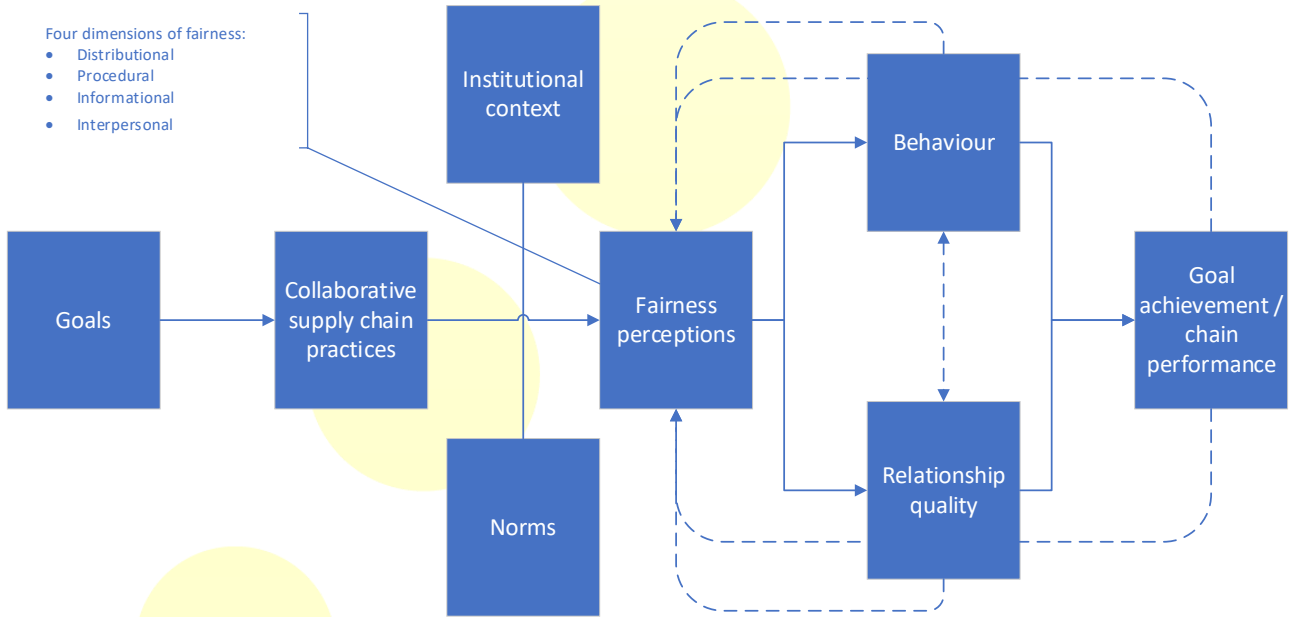 Four dimensions of fairness:
• Distributional
• Procedural
• Informational
• Interpersonal
Institutional
context
Behaviour
Goals
Collaborative
supply chain
practices
Fairness
perceptions
Goal
achievement /
chain
performance
Norms
Relationship
quality